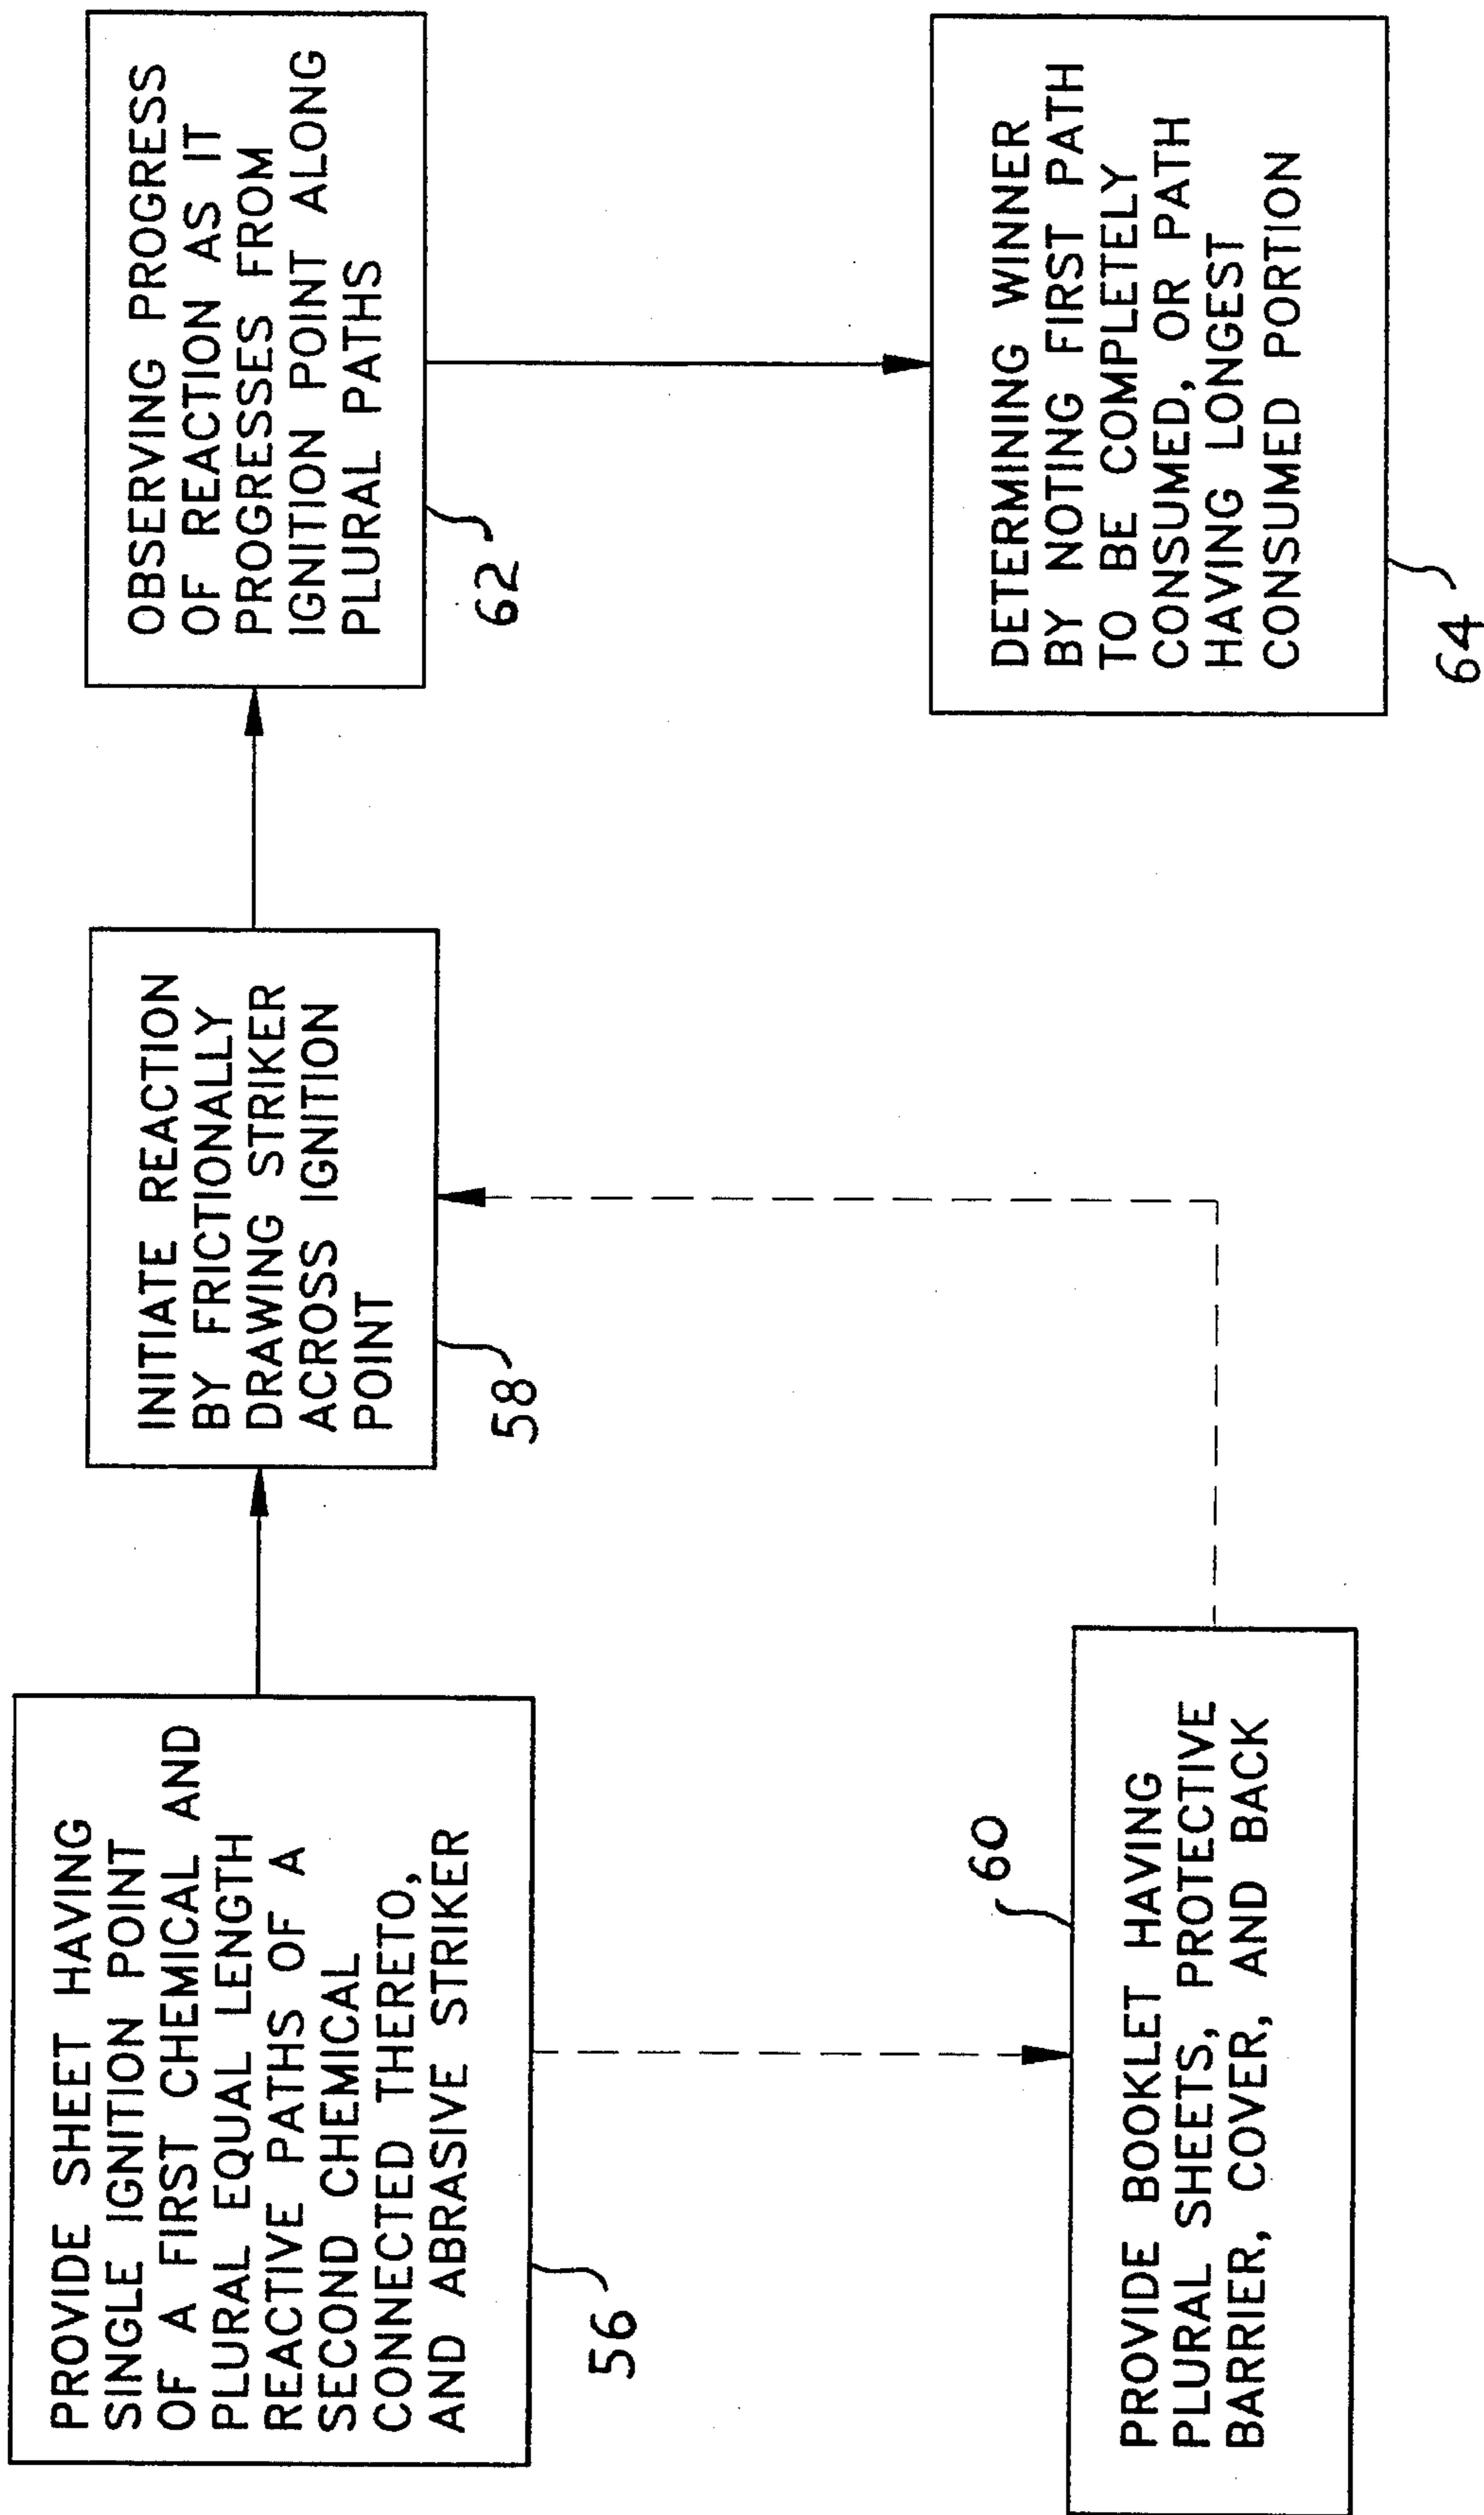 PROVIDE SHEET HAVING
SINGLE IGNITION POINT
OF A FIRST CHEMICAL AND
PLURAL EQUAL LENGTH
REACTIVE PATHS OF A
SECOND CHEMICAL
CONNECTED THERETO,
AND ABRASIVE STRIKER
56
INITIATE REACTION
BY FRICTIONALLY
DRAWING STRIKER
ACROSS IGNITION
POINT
58
OBSERVING PROGRESS
OF REACTION AS IT
PROGRESSES FROM
IGNITION POINT ALONG
PLURAL PATHS
62
60
PROVIDE BOOKLET HAVING
PLURAL SHEETS, PROTECTIVE
BARRIER, COVER, AND BACK
DETERMINING WINNER
BY NOTING FIRST PATH
TO BE COMPLETELY
CONSUMED, OR PATH
HAVING LONGEST
CONSUMED PORTION
64